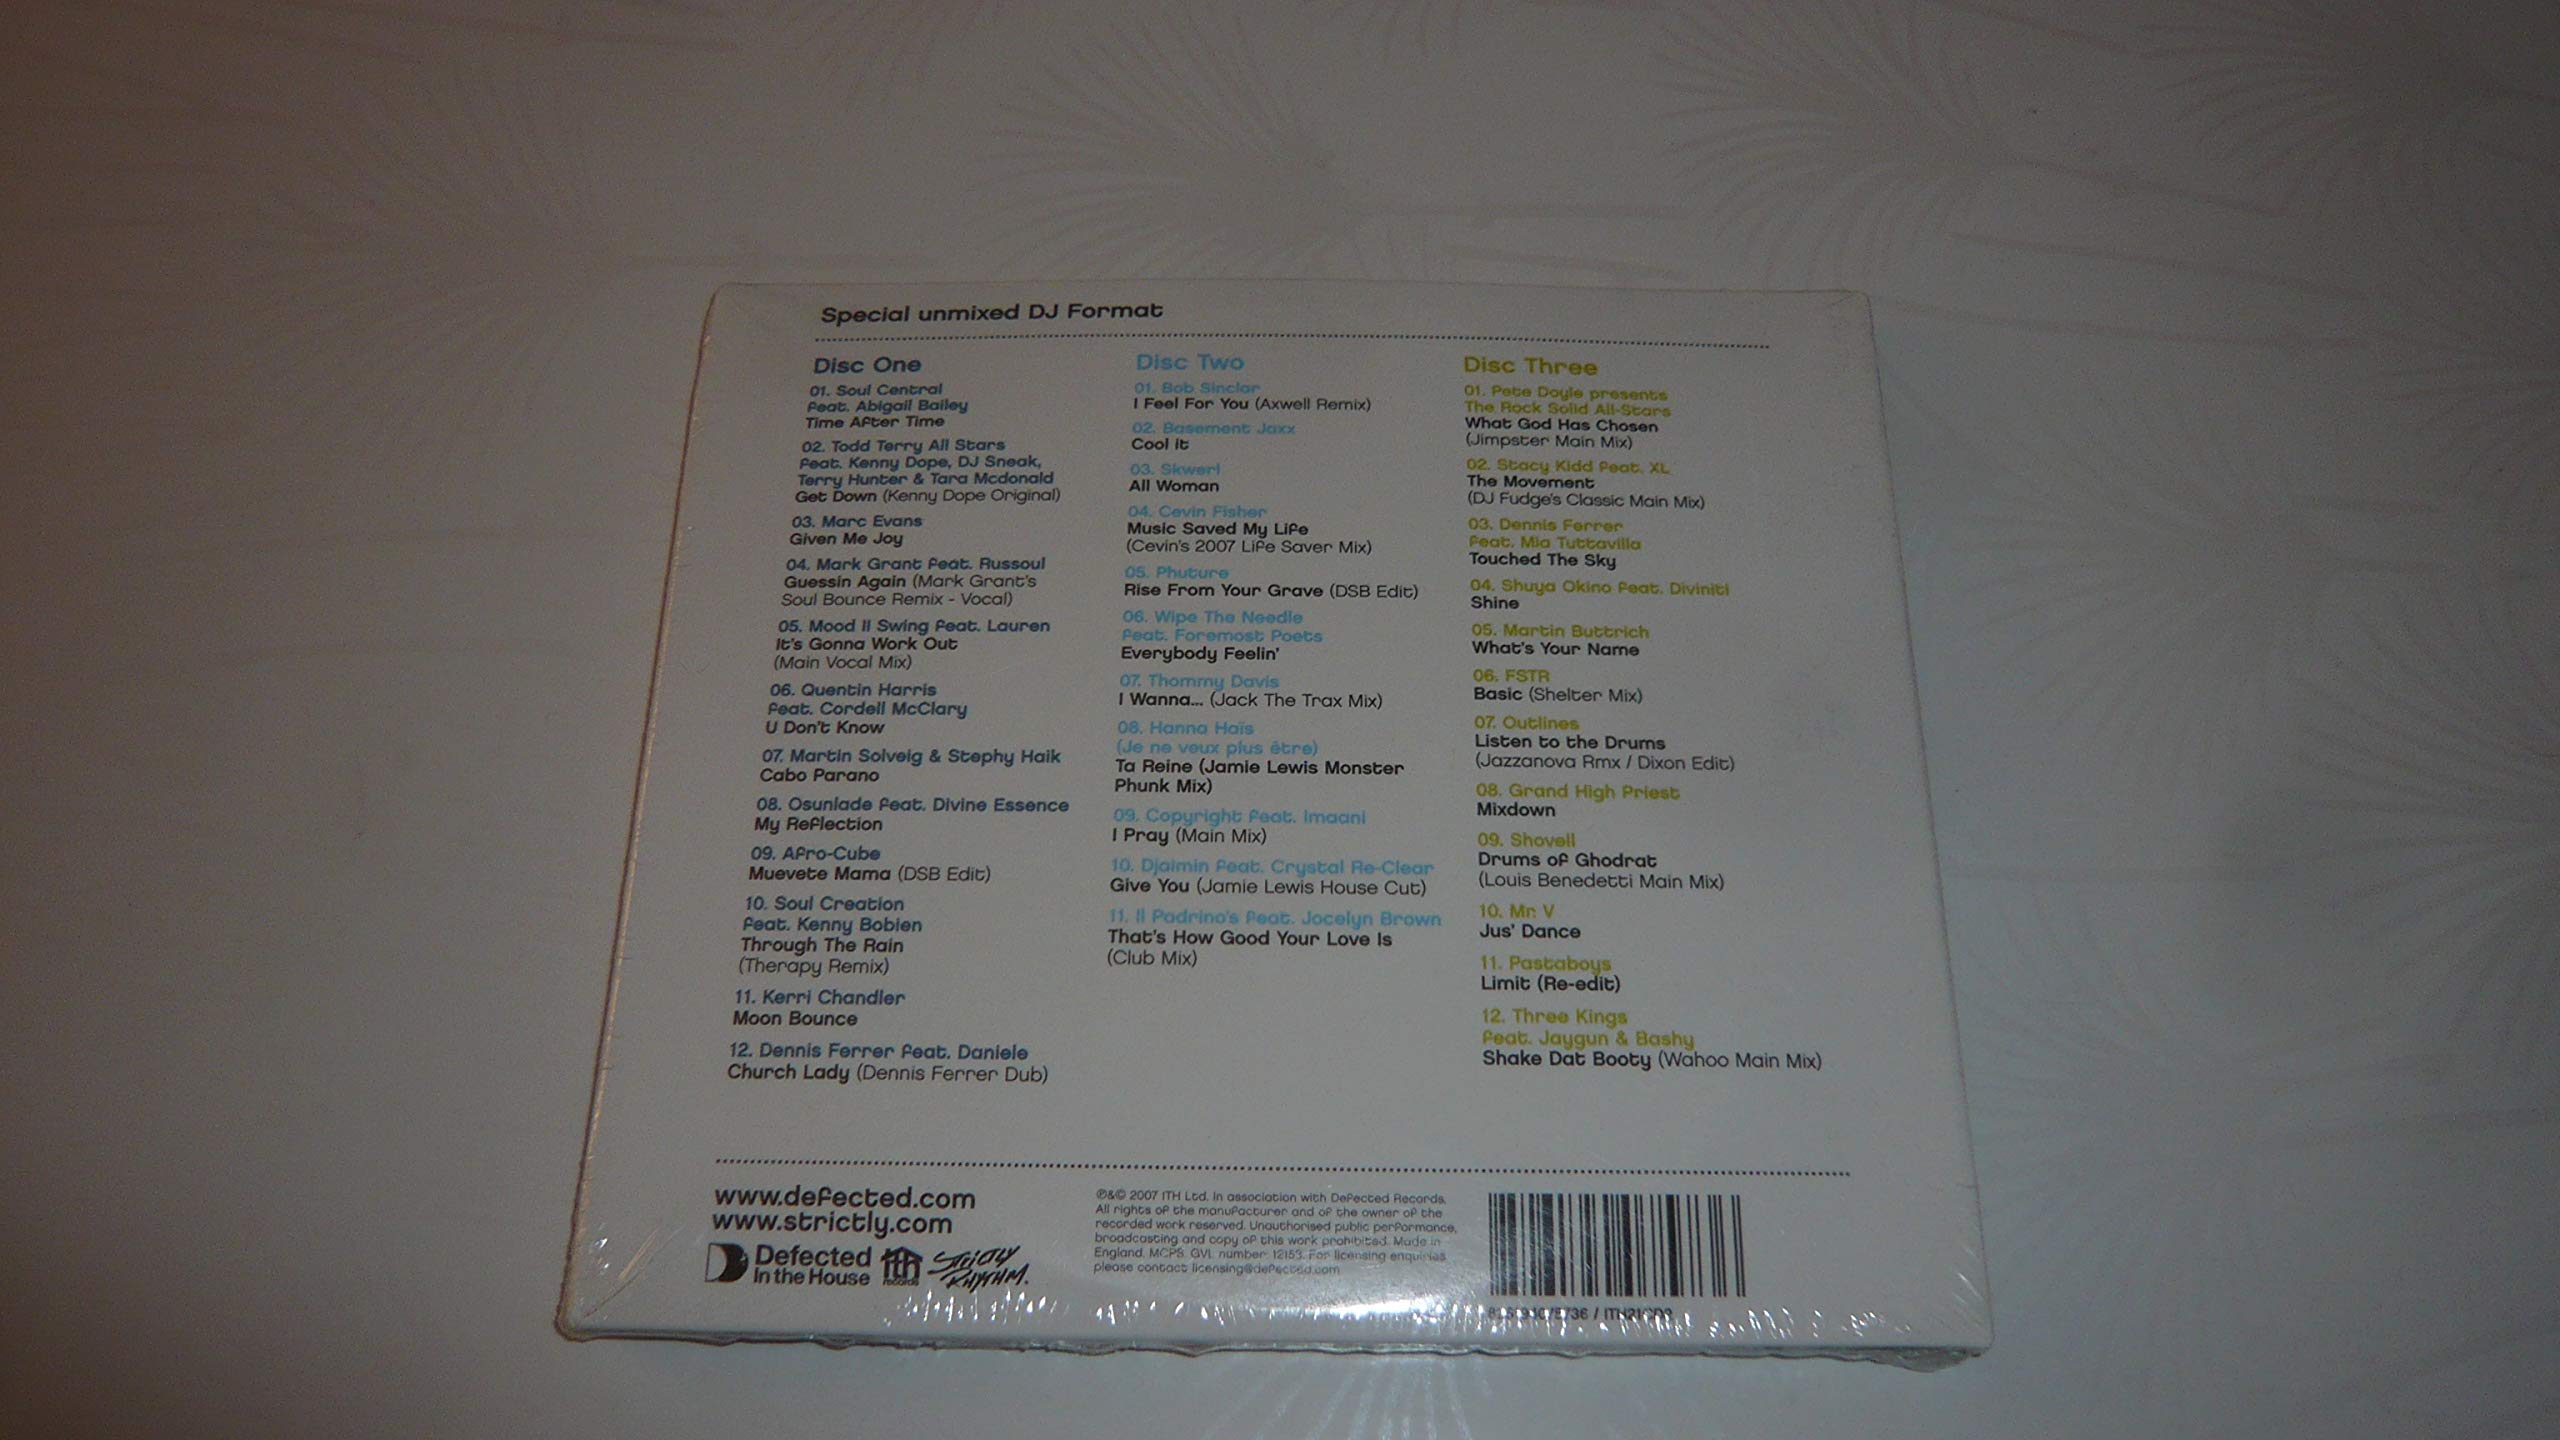 Special unmixed DJ Format
Disc One
01. Soul Central
feat. Abigail Bailey
Time After Time
02. Todd Terry All Stars
feat. Kenny Dope, DJ Sneak,
Terry Hunter & Tara Mcdonald
Get Down (Kenny Dope Original)
03. Marc Evans
Given Me Joy
04. Mark Grant feat. Russoul
Guessin Again (Mark Grant's
Soul Bounce Remix - Vocal)
05. Mood II Swing feat. Lauren
It's Gonna Work Out
(Main Vocal Mix)
06. Quentin Harris
feat. Cordell McClary
U Don't Know
07. Martin Solveig & Stephy Haik
Cabo Parano
08. Osunlade feat. Divine Essence
My Reflection
09. Afro-Cube
Muevete Mama (DSB Edit)
10. Soul Creation
feat. Kenny Bobien
Through The Rain
(Therapy Remix)
11. Kerri Chandler
Moon Bounce
12. Dennis Ferrer feat. Daniele
Church Lady (Dennis Ferrer Dub)
Disc Two
01. Bob Sinclar
I Feel For You (Axwell Remix)
02. Basement Jaxx
Cool it
03. Skwerl
All Woman
04. Cevin Fisher
Music Saved My Life
(Cevin's 2007 Life Saver Mix)
05. Phuture
Rise From Your Grave (DSB Edit)
06. Wipe The Needle
feat. Foremost Poets
Everybody Feelin'
07. Thommy Davis
I Wanna... (Jack The Trax Mix)
08. Hanna Haïs
(Je ne veux plus être)
Ta Reine (Jamie Lewis Monster
Phunk Mix)
09. Copyright feat. Imaani
I Pray (Main Mix)
10. Djaimin feat. Crystal Re-Clear
Give You (Jamie Lewis House Cut)
11. Il Padrino's feat. Jocelyn Brown
That's How Good Your Love Is
(Club Mix)
Disc Three
01. Pete Doyle presents
The Rock Solid All-Stars
What God Has Chosen
(Jimpster Main Mix)
02. Stacy Kidd feat. XL
The Movement
(DJ Fudge's Classic Main Mix)
03. Dennis Ferrer
feat. Mia Tuttavilla
Touched The Sky
04. Shuya Okino feat. Diviniti
Shine
05. Martin Buttrich
What's Your Name
06. FSTR
Basic (Shelter Mix)
07. Outlines
Listen to the Drums
(Jazzanova Rmx / Dixon Edit)
08. Grand High Priest
Mixdown
09. Shovell
Drums of Ghodrat
(Louis Benedetti Main Mix)
10. Mr. V
Jus' Dance
11. Pastaboys
Limit (Re-edit)
12. Three Kings
feat. Jaygun & Bashy
Shake Dat Booty (Wahoo Main Mix)
www.defected.com
www.strictly.com
Defected
In the House
ith
records
STRICTLY
RHYTHM.
℗&© 2007 ITH Ltd. In association with Defected Records.
All rights of the manufacturer and of the owner of the
recorded work reserved. Unauthorised public performance,
broadcasting and copy of this work prohibited. Made in
England. MCPS. GVL number: 12153. For licensing enquiries
please contact licensing@defected.com